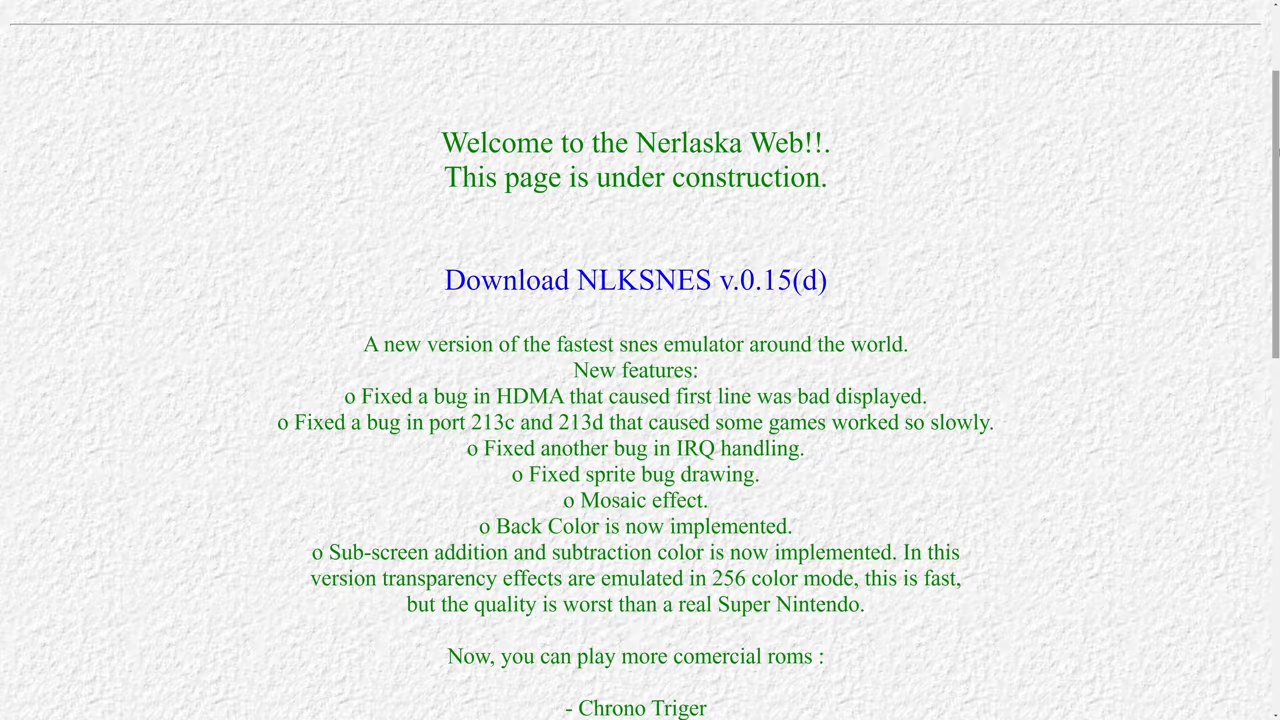 Welcome to the Nerlaska Web!!.
This page is under construction.
Download NLKSNES v.0.15(d)
A new version of the fastest snes emulator around the world.
New features:
o Fixed a bug in HDMA that caused first line was bad displayed.
o Fixed a bug in port 213c and 213d that caused some games worked so slowly.
o Fixed another bug in IRQ handling.
o Fixed sprite bug drawing.
o Mosaic effect.
o Back Color is now implemented.
o Sub-screen addition and subtraction color is now implemented. In this
version transparency effects are emulated in 256 color mode, this is fast,
but the quality is worst than a real Super Nintendo.
Now, you can play more comercial roms :
- Chrono Triger